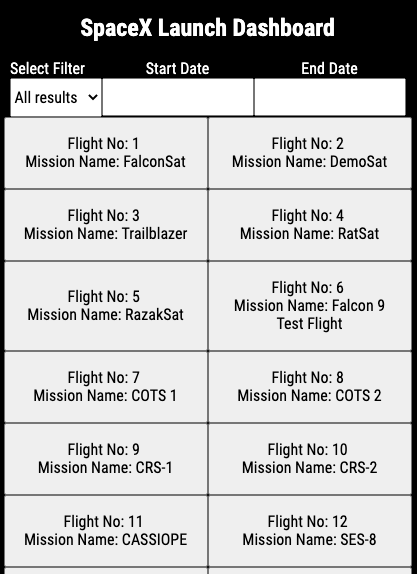 SpaceX Launch Dashboard
Select Filter Start Date End Date
All results
Flight No: 1
Mission Name: FalconSat
Flight No: 2
Mission Name: DemoSat
Flight No: 3
Mission Name: Trailblazer
Flight No: 4
Mission Name: RatSat
Flight No: 5
Mission Name: RazakSat
Flight No: 6
Mission Name: Falcon 9
Test Flight
Flight No: 7
Mission Name: COTS 1
Flight No: 8
Mission Name: COTS 2
Flight No: 9
Mission Name: CRS-1
Flight No: 10
Mission Name: CRS-2
Flight No: 11
Mission Name: CASSIOPE
Flight No: 12
Mission Name: SES-8